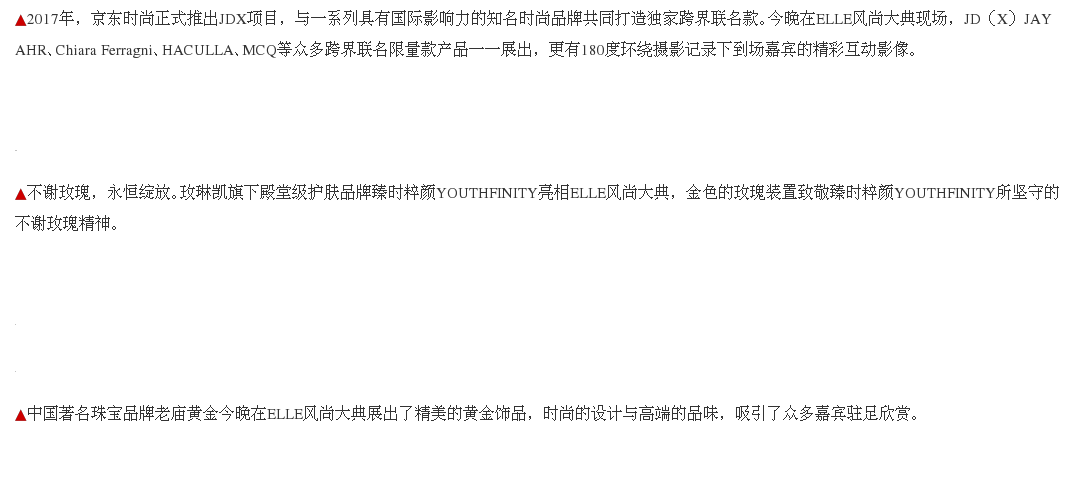 ▲2017年，京东时尚正式推出JDX项目，与一系列具有国际影响力的知名时尚品牌共同打造独家跨界联名款。今晚在ELLE风尚大典现场，JD（X）JAY
AHR、Chiara Ferragni、HACULLA、MCQ等众多跨界联名限量款产品一一展出，更有180度环绕摄影记录下到场嘉宾的精彩互动影像。
▲不谢玫瑰，永恒绽放。玫琳凯旗下殿堂级护肤品牌臻时粹颜YOUTHFINITY亮相ELLE风尚大典，金色的玫瑰装置致敬臻时粹颜YOUTHFINITY所坚守的
不谢玫瑰精神。
▲中国著名珠宝品牌老庙黄金今晚在ELLE风尚大典展出了精美的黄金饰品，时尚的设计与高端的品味，吸引了众多嘉宾驻足欣赏。